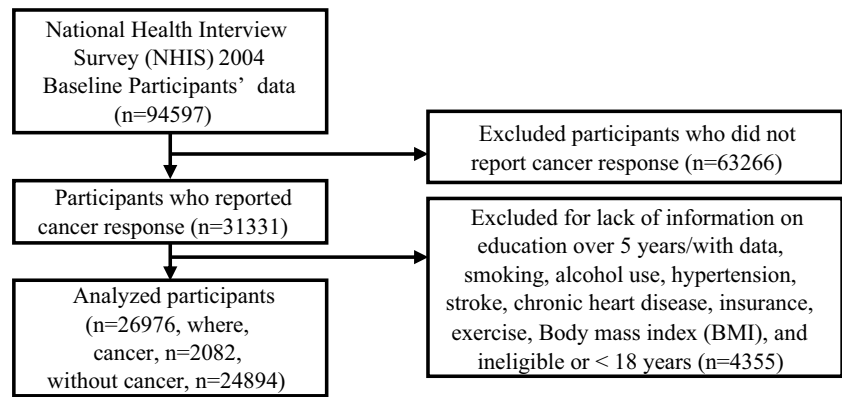 National Health Interview
Survey (NHIS) 2004
Baseline Participants' data
(n=94597)
Excluded participants who did not
report cancer response (n=63266)
Participants who reported
cancer response (n=31331)
Excluded for lack of information on
education over 5 years/with data,
smoking, alcohol use, hypertension,
stroke, chronic heart disease, insurance,
exercise, Body mass index (BMI), and
ineligible or < 18 years (n=4355)
Analyzed participants
(n=26976, where,
cancer, n=2082,
without cancer, n=24894)